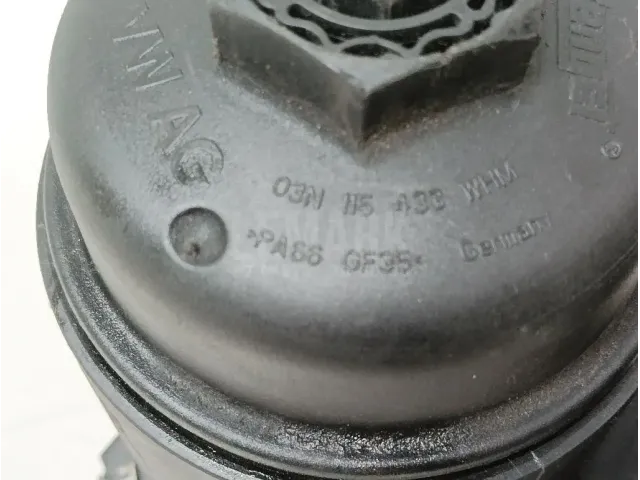 VW AG
03N 115 433 WHM
>PA66 GF35< Germany